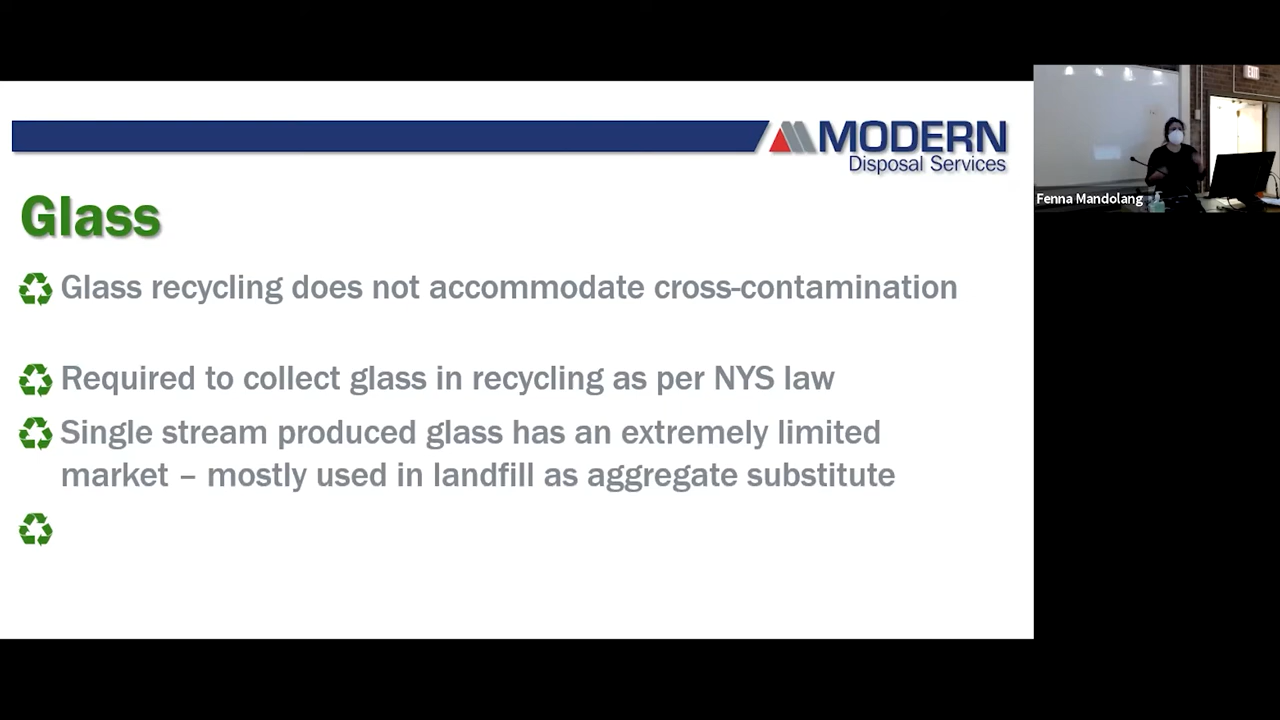 MODERN
Disposal Services
EXIT
Fenna Mandolang
Glass
Glass recycling does not accommodate cross-contamination
Required to collect glass in recycling as per NYS law
Single stream produced glass has an extremely limited
market – mostly used in landfill as aggregate substitute